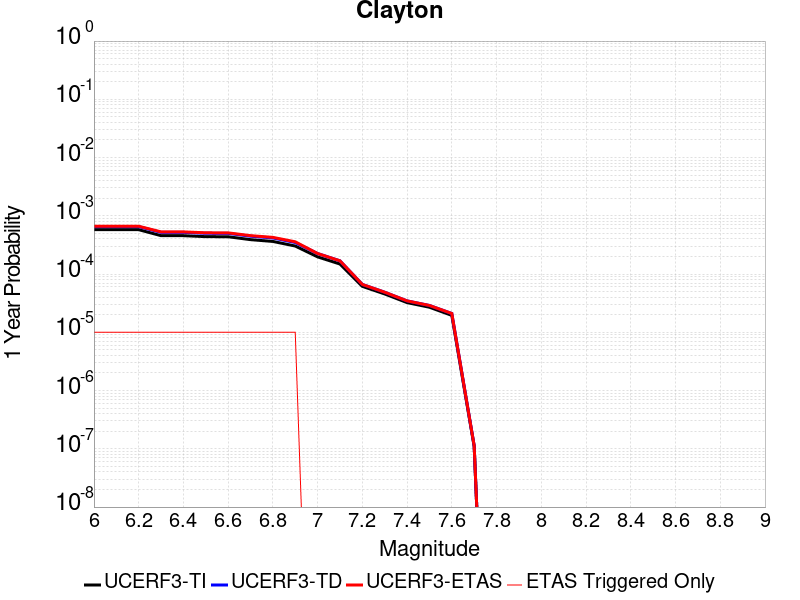 Clayton
1 Year Probability
10^0
10^-1
10^-2
10^-3
10^-4
10^-5
10^-6
10^-7
10^-8
6 6.2 6.4 6.6 6.8 7 7.2 7.4 7.6 7.8 8 8.2 8.4 8.6 8.8 9
Magnitude
UCERF3-TI UCERF3-TD UCERF3-ETAS ETAS Triggered Only